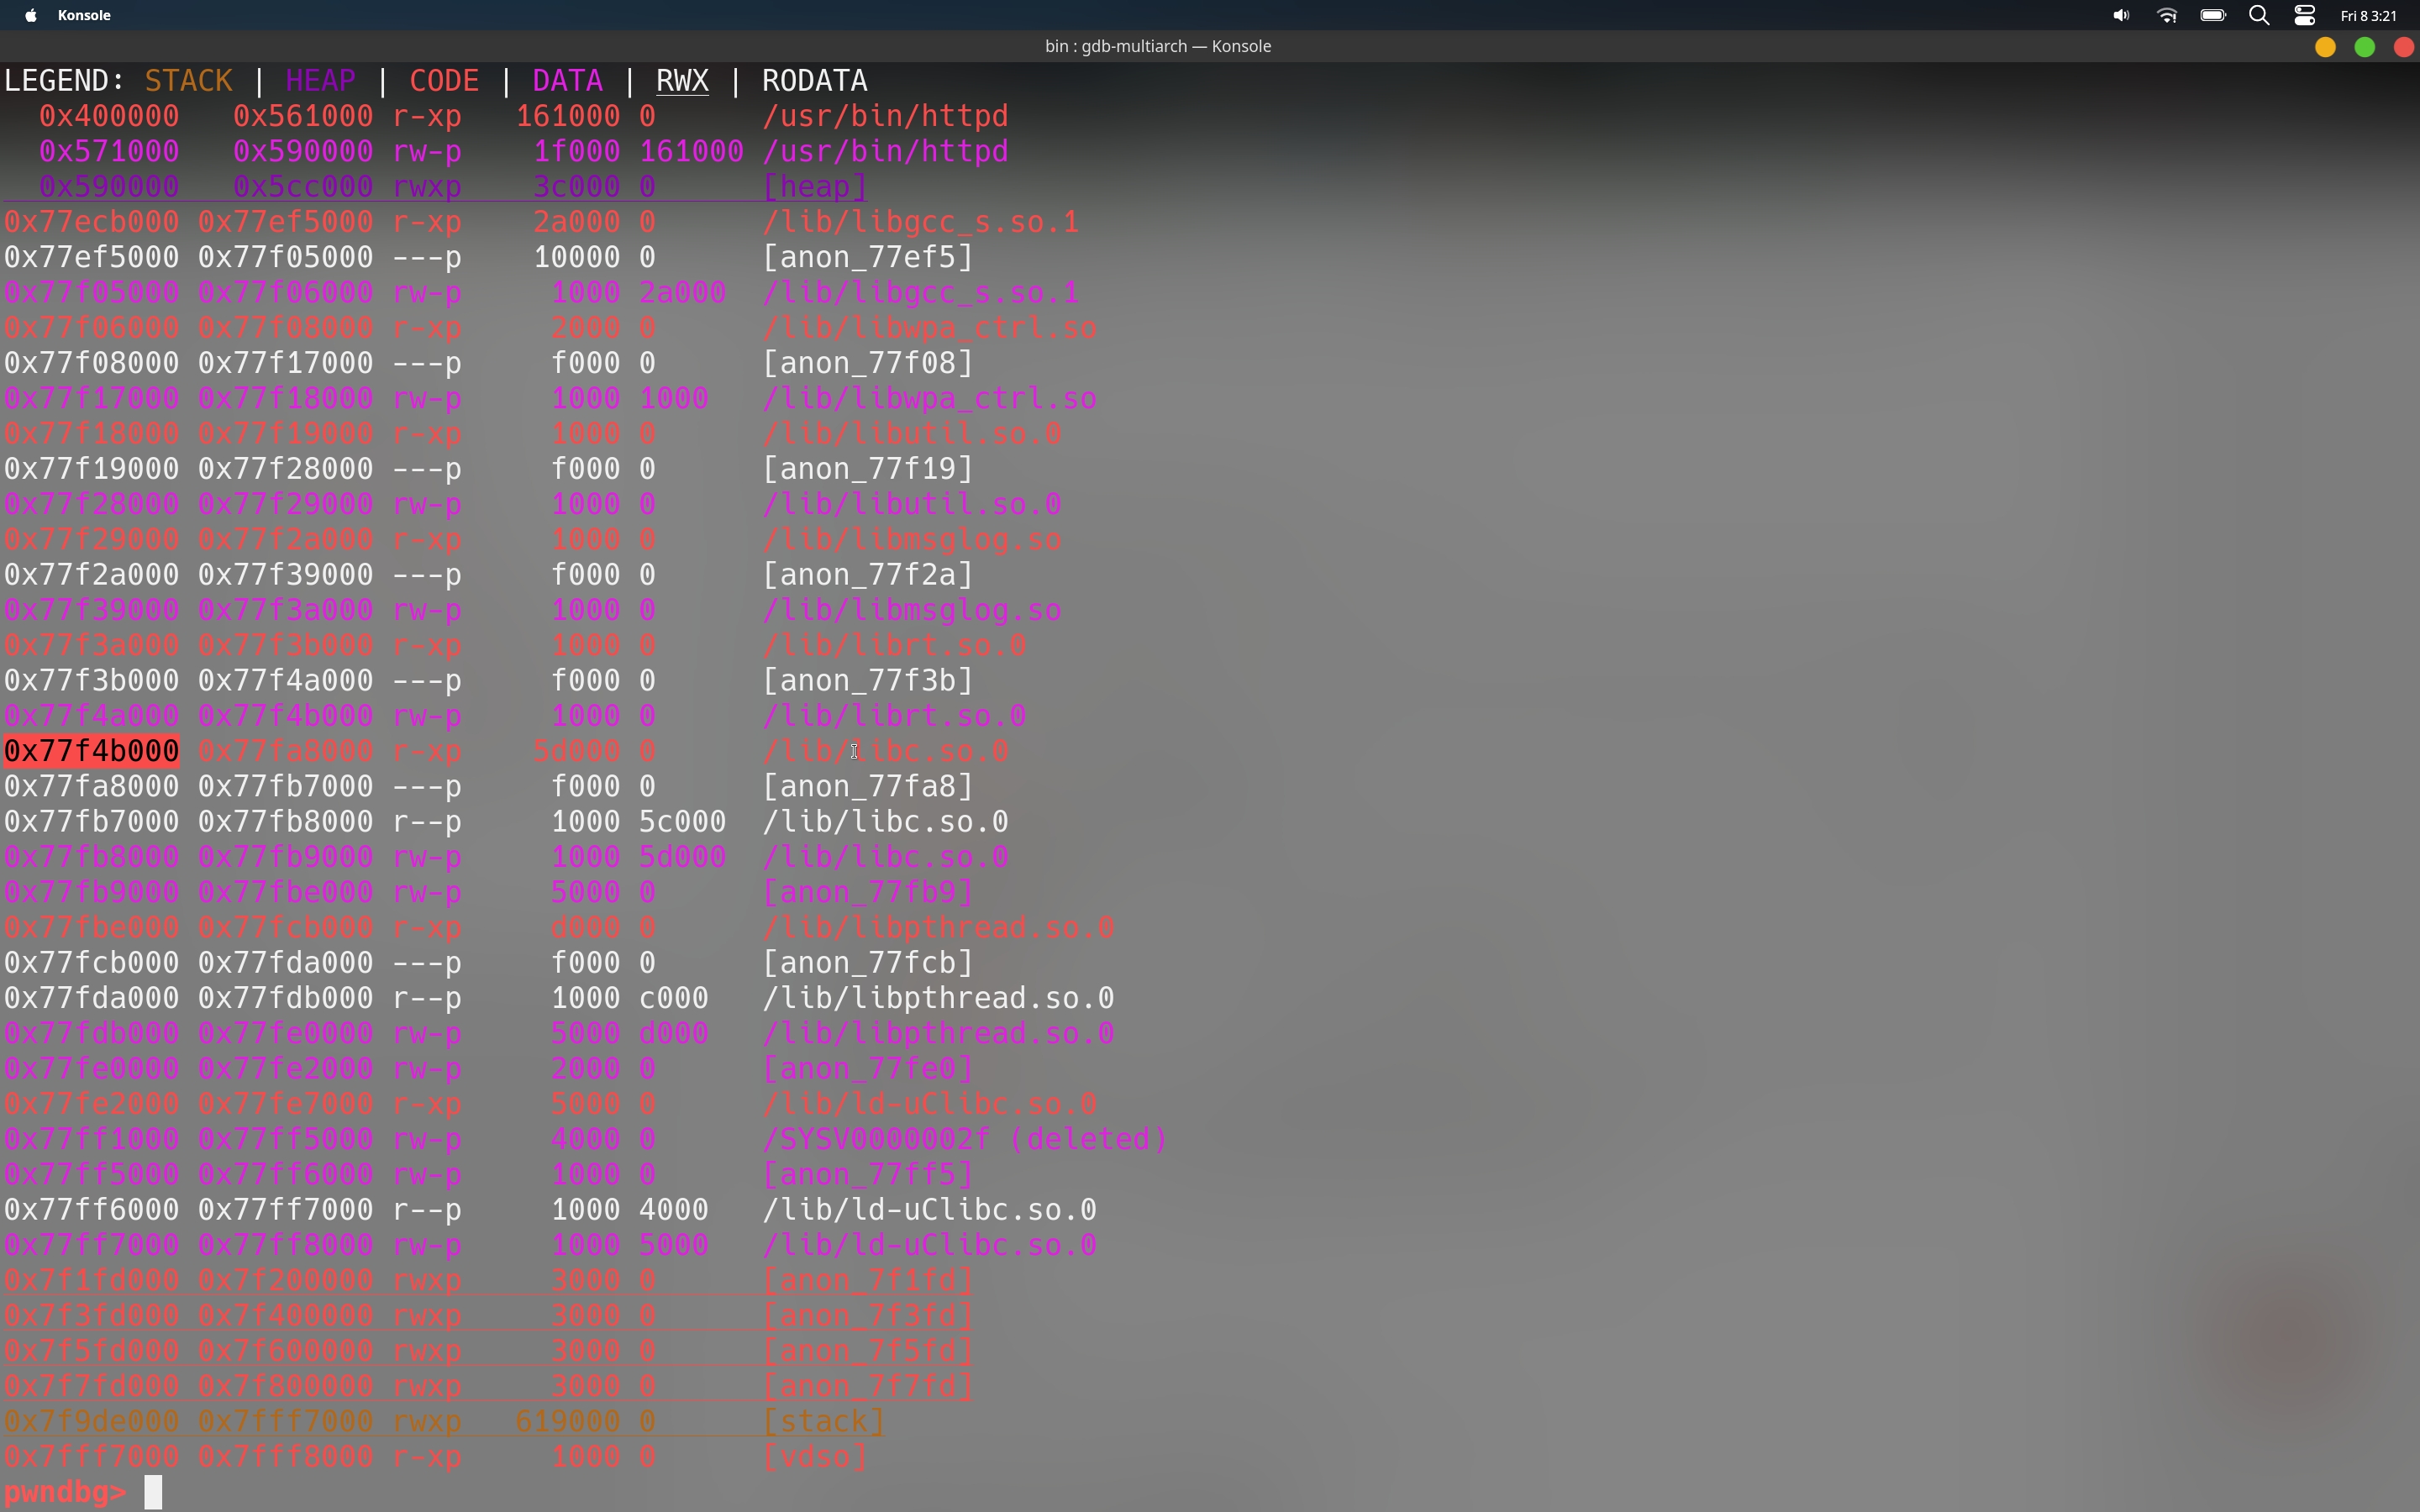 Konsole
Fri 8 3:21
bin : gdb-multiarch — Konsole
LEGEND: STACK | HEAP | CODE | DATA | RWX | RODATA
0x400000 0x561000 r-xp 161000 0 /usr/bin/httpd
0x571000 0x590000 rw-p 1f000 161000 /usr/bin/httpd
0x590000 0x5cc000 rwxp 3c000 0 [heap]
0x77ecb000 0x77ef5000 r-xp 2a000 0 /lib/libgcc_s.so.1
0x77ef5000 0x77f05000 ---p 10000 0 [anon_77ef5]
0x77f05000 0x77f06000 rw-p 1000 2a000 /lib/libgcc_s.so.1
0x77f06000 0x77f08000 r-xp 2000 0 /lib/libwpa_ctrl.so
0x77f08000 0x77f17000 ---p f000 0 [anon_77f08]
0x77f17000 0x77f18000 rw-p 1000 1000 /lib/libwpa_ctrl.so
0x77f18000 0x77f19000 r-xp 1000 0 /lib/libutil.so.0
0x77f19000 0x77f28000 ---p f000 0 [anon_77f19]
0x77f28000 0x77f29000 rw-p 1000 0 /lib/libutil.so.0
0x77f29000 0x77f2a000 r-xp 1000 0 /lib/libmsglog.so
0x77f2a000 0x77f39000 ---p f000 0 [anon_77f2a]
0x77f39000 0x77f3a000 rw-p 1000 0 /lib/libmsglog.so
0x77f3a000 0x77f3b000 r-xp 1000 0 /lib/librt.so.0
0x77f3b000 0x77f4a000 ---p f000 0 [anon_77f3b]
0x77f4a000 0x77f4b000 rw-p 1000 0 /lib/librt.so.0
0x77f4b000 0x77fa8000 r-xp 5d000 0 /lib/libc.so.0
0x77fa8000 0x77fb7000 ---p f000 0 [anon_77fa8]
0x77fb7000 0x77fb8000 r--p 1000 5c000 /lib/libc.so.0
0x77fb8000 0x77fb9000 rw-p 1000 5d000 /lib/libc.so.0
0x77fb9000 0x77fbe000 rw-p 5000 0 [anon_77fb9]
0x77fbe000 0x77fcb000 r-xp d000 0 /lib/libpthread.so.0
0x77fcb000 0x77fda000 ---p f000 0 [anon_77fcb]
0x77fda000 0x77fdb000 r--p 1000 c000 /lib/libpthread.so.0
0x77fdb000 0x77fe0000 rw-p 5000 d000 /lib/libpthread.so.0
0x77fe0000 0x77fe2000 rw-p 2000 0 [anon_77fe0]
0x77fe2000 0x77fe7000 r-xp 5000 0 /lib/ld-uClibc.so.0
0x77ff1000 0x77ff5000 rw-p 4000 0 /SYSV0000002f (deleted)
0x77ff5000 0x77ff6000 rw-p 1000 0 [anon_77ff5]
0x77ff6000 0x77ff7000 r--p 1000 4000 /lib/ld-uClibc.so.0
0x77ff7000 0x77ff8000 rw-p 1000 5000 /lib/ld-uClibc.so.0
0x7f1fd000 0x7f200000 rwxp 3000 0 [anon_7f1fd]
0x7f3fd000 0x7f400000 rwxp 3000 0 [anon_7f3fd]
0x7f5fd000 0x7f600000 rwxp 3000 0 [anon_7f5fd]
0x7f7fd000 0x7f800000 rwxp 3000 0 [anon_7f7fd]
0x7f9de000 0x7fff7000 rwxp 619000 0 [stack]
0x7fff7000 0x7fff8000 r-xp 1000 0 [vdso]
pwndbg>